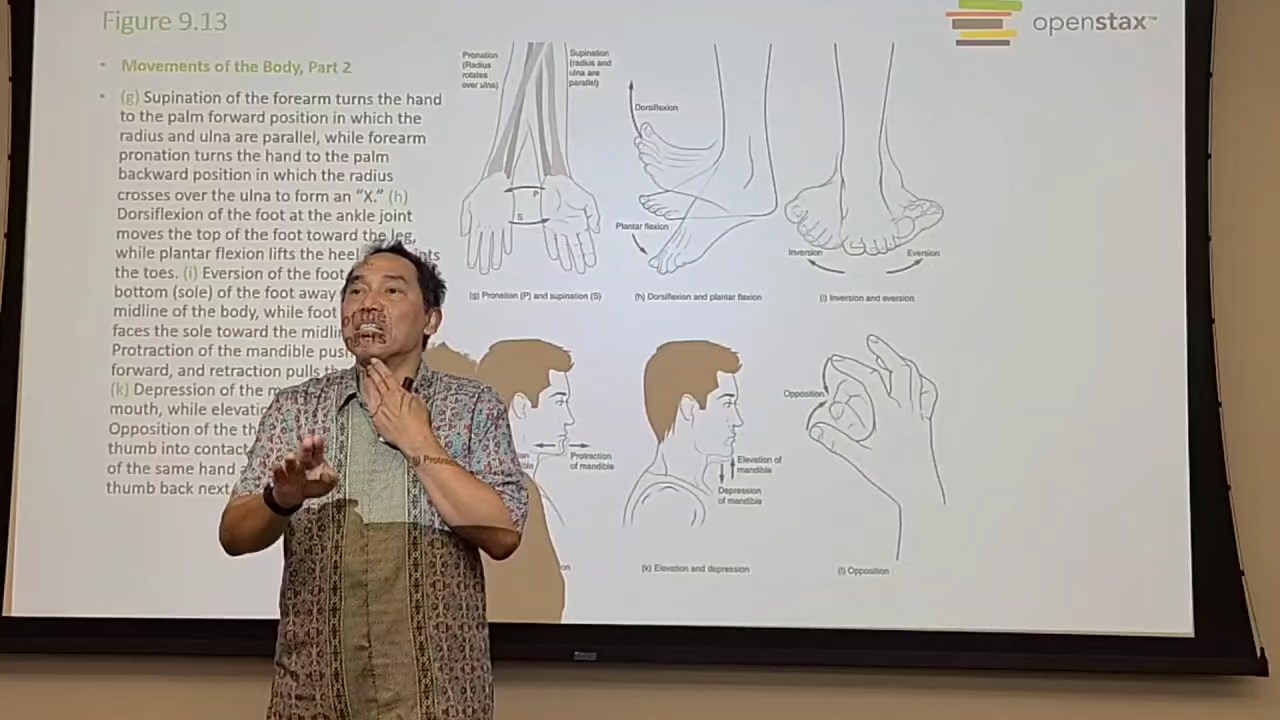 Figure 9.13
openstax™
• Movements of the Body, Part 2
• (g) Supination of the forearm turns the hand
to the palm forward position in which the
radius and ulna are parallel, while forearm
pronation turns the hand to the palm
backward position in which the radius
crosses over the ulna to form an “X.” (h)
Dorsiflexion of the foot at the ankle joint
moves the top of the foot toward the leg,
while plantar flexion lifts the heel
the toes. (i) Eversion of the foot
bottom (sole) of the foot away
midline of the body, while foot
faces the sole toward the
Protraction of the mandible
forward, and retraction pulls
(k) Depression of the
mouth, while
Opposition of the
thumb into contact
of the same hand
thumb back next
Pronation
(Radius
rotates
over ulna)
Supination
(radius and
ulna are
parallel)
P
S
(g) Pronation (P) and supination (S)
Dorsiflexion
Plantar flexion
(h) Dorsiflexion and plantar flexion
Inversion
Eversion
(i) Inversion and eversion
Protraction
of mandible
Elevation of
mandible
Depression
of mandible
(k) Elevation and depression
Opposition
(l) Opposition